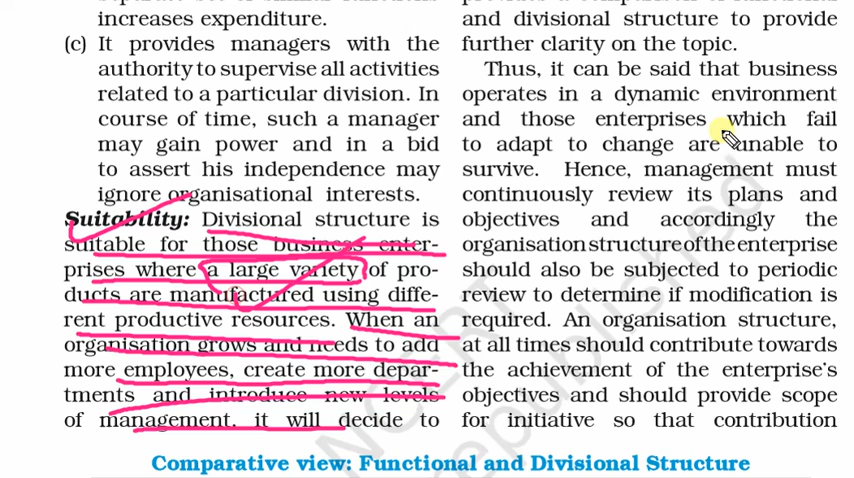 increases expenditure.
(c) It provides managers with the
authority to supervise all activities
related to a particular division. In
course of time, such a manager
may gain power and in a bid
to assert his independence may
ignore organisational interests.
Suitability: Divisional structure is
suitable for those business enter-
prises where a large variety of pro-
ducts are manufactured using diffe-
rent productive resources. When an
organisation grows and needs to add
more employees, create more depar-
tments and introduce new levels
of management, it will decide to
and divisional structure to provide
further clarity on the topic.
Thus, it can be said that business
operates in a dynamic environment
and those enterprises which fail
to adapt to change are unable to
survive. Hence, management must
continuously review its plans and
objectives and accordingly the
organisation structure of the enterprise
should also be subjected to periodic
review to determine if modification is
required. An organisation structure,
at all times should contribute towards
the achievement of the enterprise's
objectives and should provide scope
for initiative so that contribution
Comparative view: Functional and Divisional Structure
NCERT
republished